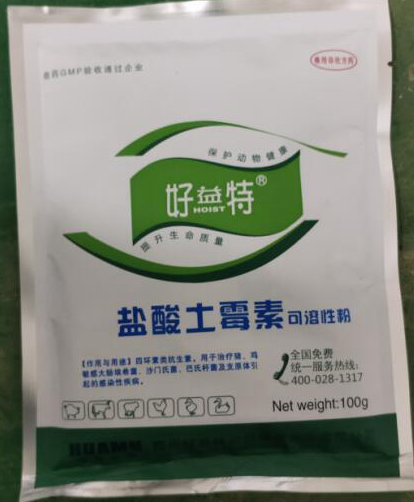 兽药GMP验收通过企业
兽用非处方药
保护动物健康
好益特®
HOIST
提升生命质量
盐酸土霉素可溶性粉
【作用与用途】四环素类抗生素。用于治疗猪、鸡
敏感大肠埃希菌、沙门氏菌、巴氏杆菌及支原体引
起的感染性疾病。
全国免费
统一服务热线:
400-028-1317
Net weight:100g